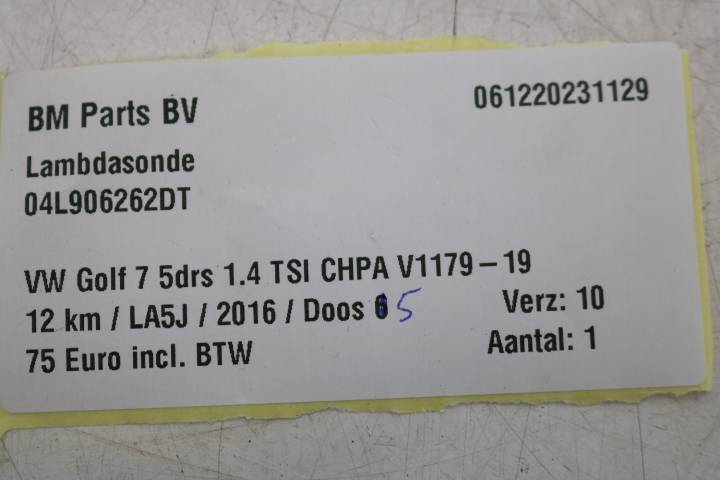 BM Parts BV
061220231129
Lambdasonde
04L906262DT
VW Golf 7 5drs 1.4 TSI CHPA V1179-19
12 km / LA5J / 2016 / Doos 5
Verz: 10
75 Euro incl. BTW
Aantal: 1